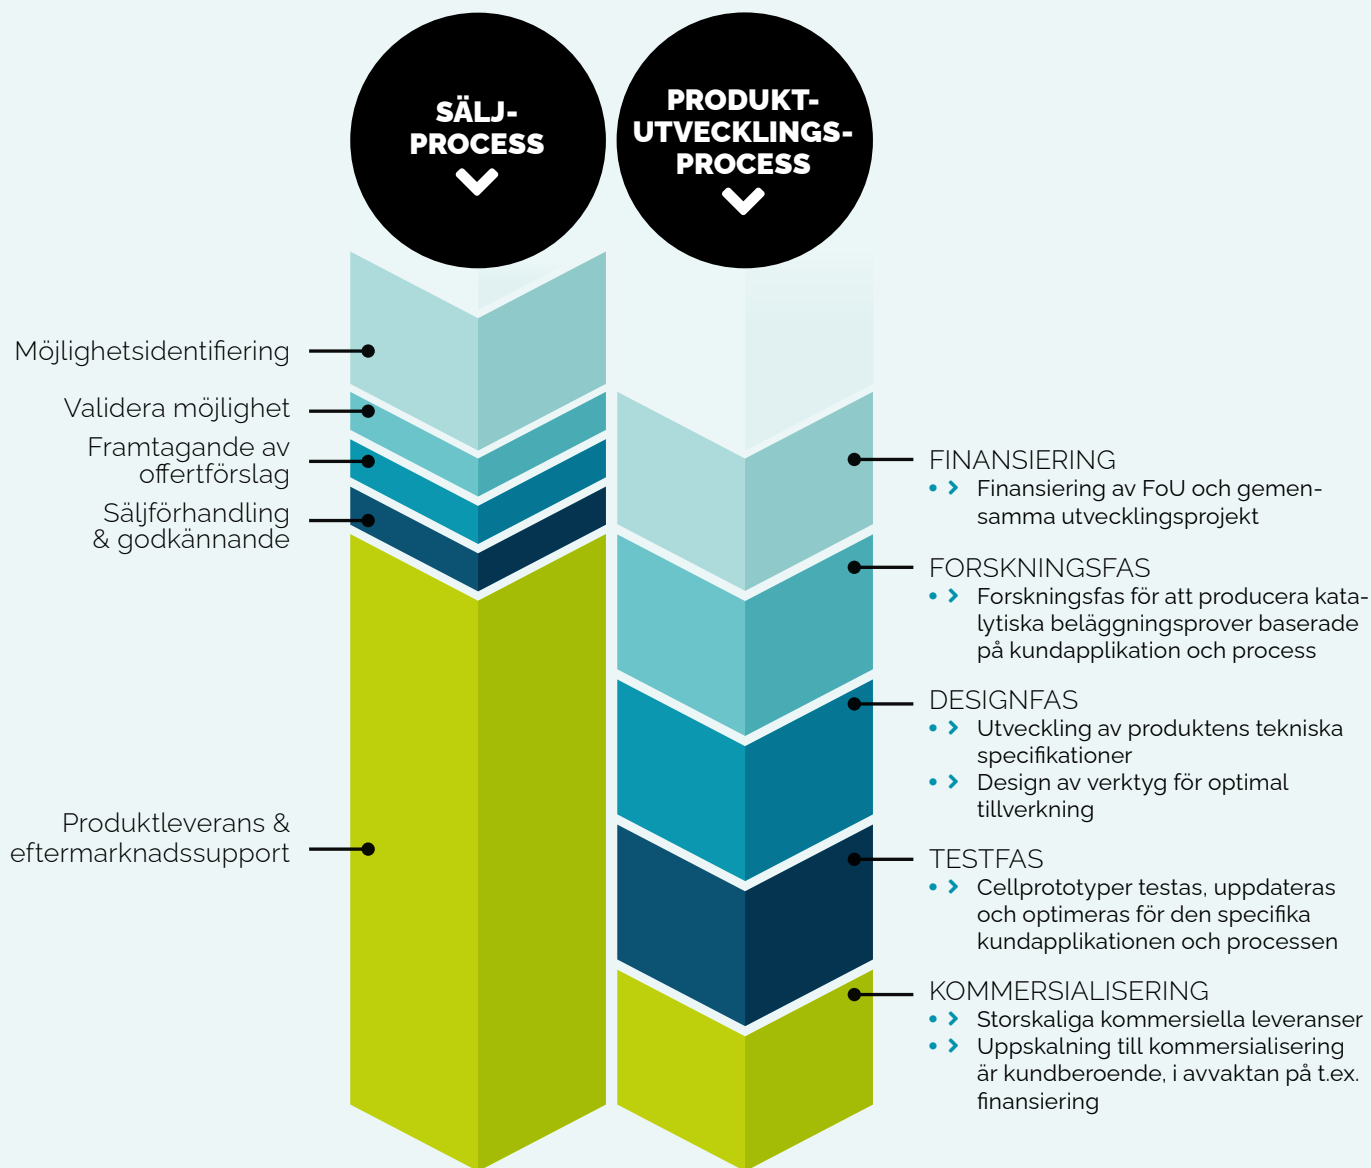 SÄLJ-
PROCESS
PRODUKT-
UTVECKLINGS-
PROCESS
Möjlighetsidentifiering
Validera möjlighet
Framtagande av
offertförslag
Säljförhandling
& godkännande
Produktleverans &
eftermarknadssupport
FINANSIERING
Finansiering av FoU och gemen-
samma utvecklingsprojekt
FORSKNINGSFAS
Forskningsfas för att producera kata-
lytiska beläggningsprover baserade
på kundapplikation och process
DESIGNFAS
Utveckling av produktens tekniska
specifikationer
Design av verktyg för optimal
tillverkning
TESTFAS
Cellprototyper testas, uppdateras
och optimeras för den specifika
kundapplikationen och processen
KOMMERSIALISERING
Storskaliga kommersiella leveranser
Uppskalning till kommersialisering
är kundberoende, i avvaktan på t.ex.
finansiering